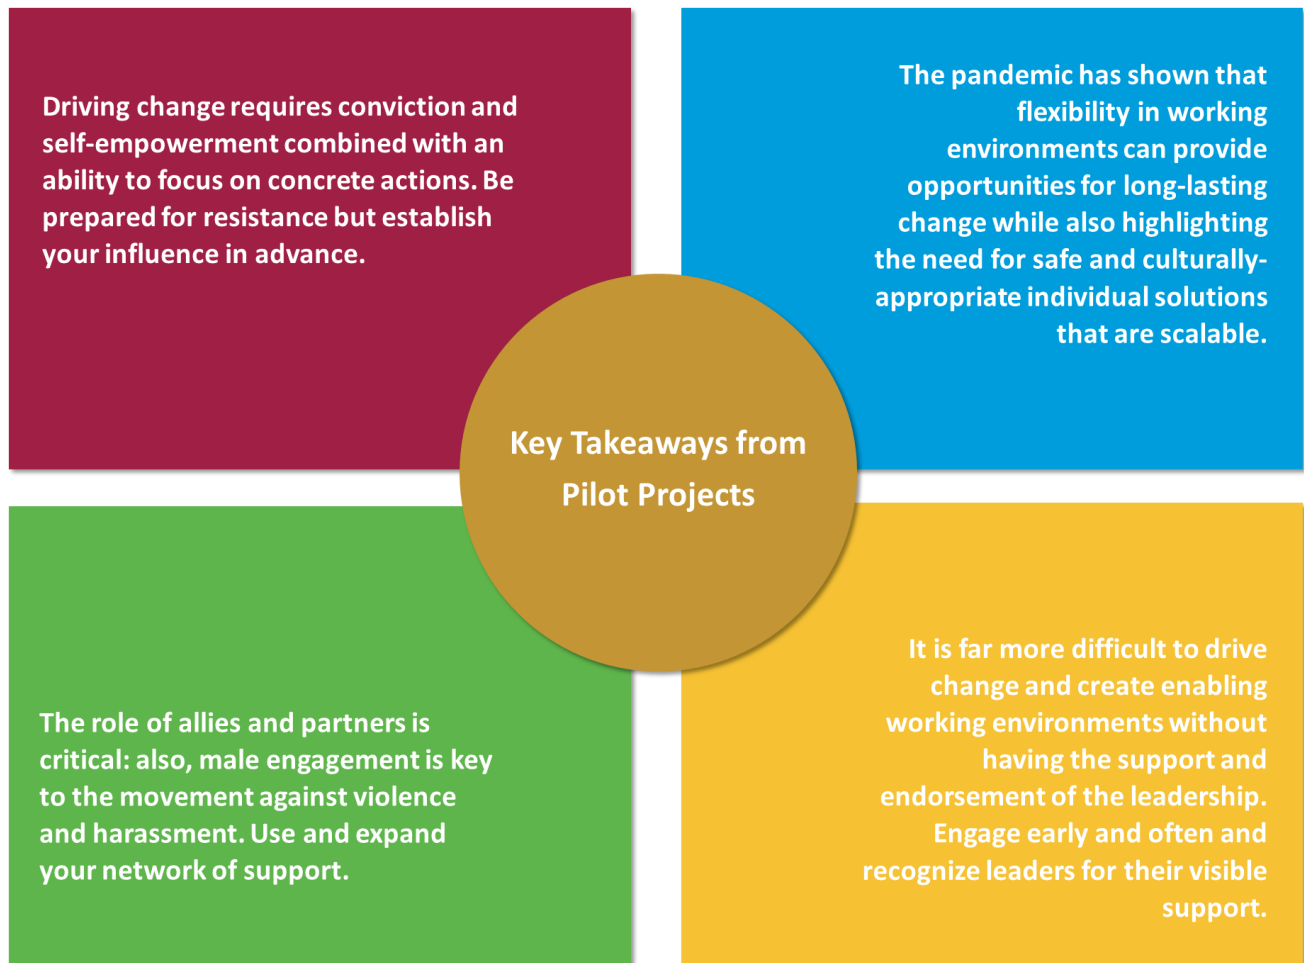 Driving change requires conviction and
self-empowerment combined with an
ability to focus on concrete actions. Be
prepared for resistance but establish
your influence in advance.
The pandemic has shown that
flexibility in working
environments can provide
opportunities for long-lasting
change while also highlighting
the need for safe and culturally-
appropriate individual solutions
that are scalable.
Key Takeaways from
Pilot Projects
The role of allies and partners is
critical: also, male engagement is key
to the movement against violence
and harassment. Use and expand
your network of support.
It is far more difficult to drive
change and create enabling
working environments without
having the support and
endorsement of the leadership.
Engage early and often and
recognize leaders for their visible
support.